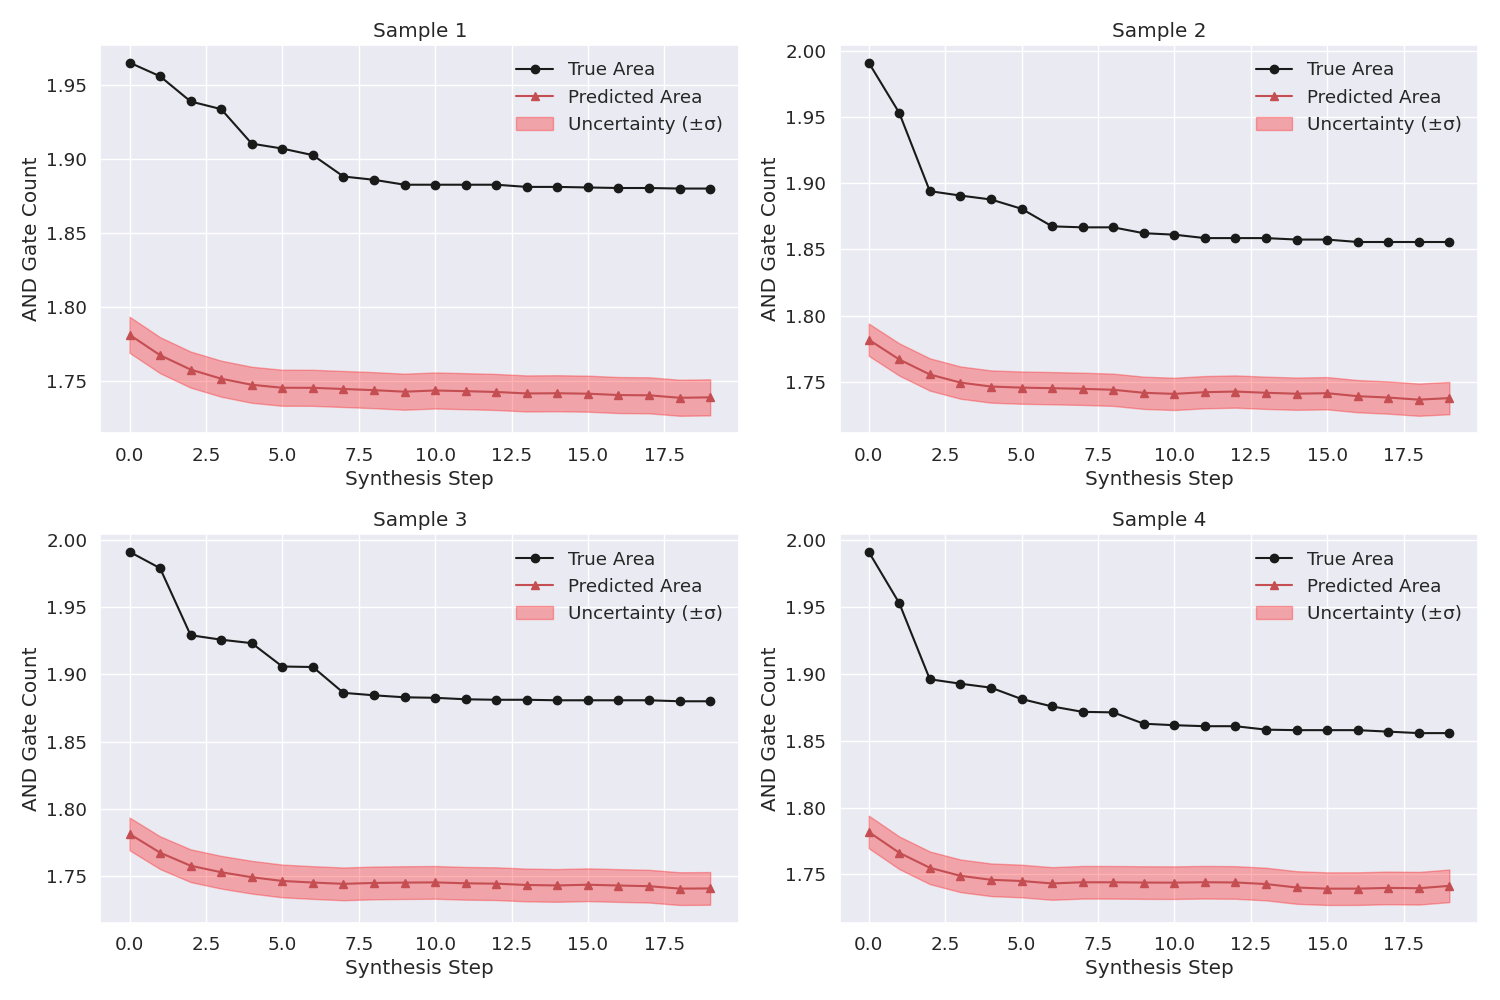 Sample 1
True Area
Predicted Area
Uncertainty (±σ)
AND Gate Count
1.95
1.90
1.85
1.80
1.75
0.0 2.5 5.0 7.5 10.0 12.5 15.0 17.5
Synthesis Step
Sample 2
True Area
Predicted Area
Uncertainty (±σ)
AND Gate Count
2.00
1.95
1.90
1.85
1.80
1.75
0.0 2.5 5.0 7.5 10.0 12.5 15.0 17.5
Synthesis Step
Sample 3
True Area
Predicted Area
Uncertainty (±σ)
AND Gate Count
2.00
1.95
1.90
1.85
1.80
1.75
0.0 2.5 5.0 7.5 10.0 12.5 15.0 17.5
Synthesis Step
Sample 4
True Area
Predicted Area
Uncertainty (±σ)
AND Gate Count
2.00
1.95
1.90
1.85
1.80
1.75
0.0 2.5 5.0 7.5 10.0 12.5 15.0 17.5
Synthesis Step